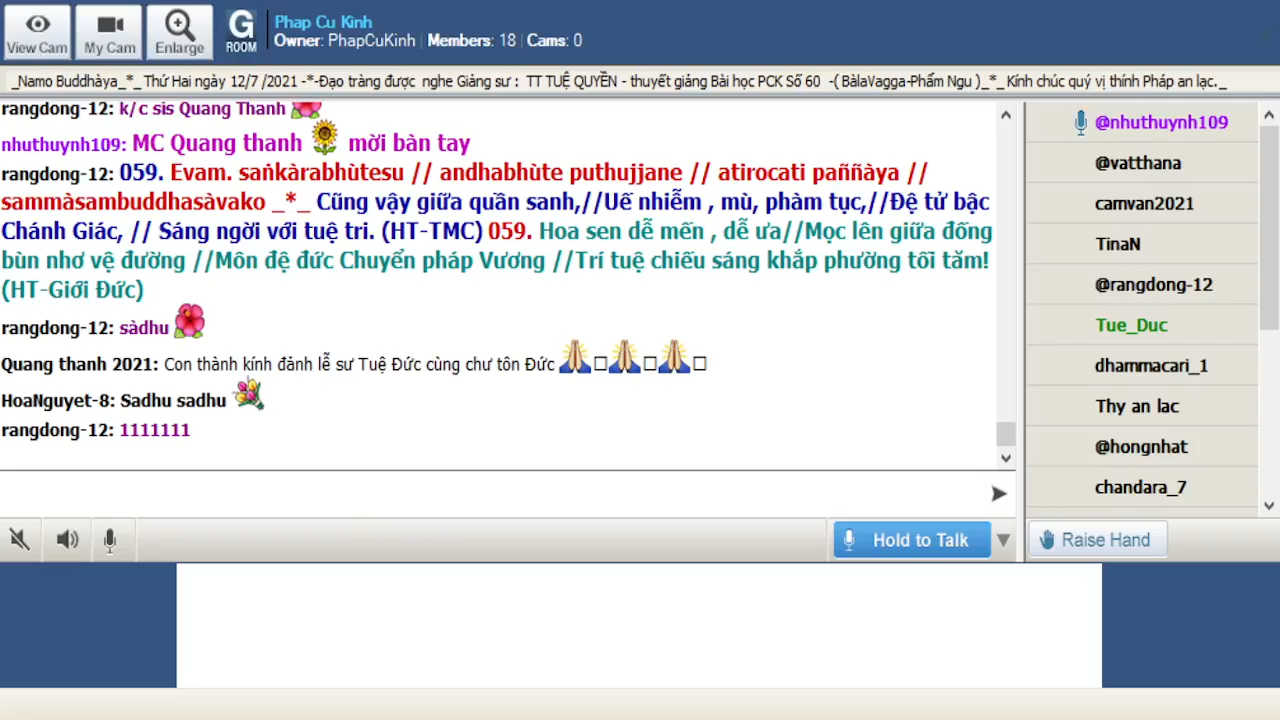 View Cam
My Cam
Enlarge
G
ROOM
Phap Cu Kinh
Owner: PhapCuKinh | Members: 18 | Cams: 0
_Namo Buddhàya_*_ Thứ Hai ngày 12/7 /2021 -*-Đạo tràng được nghe Giảng sư : TT TUỆ QUYỀN - thuyết giảng Bài học PCK Số 60 -( BàlaVagga-Phẩm Ngu )_*_Kính chúc quý vị thính Pháp an lạc._
rangdong-12: k/c sis Quang Thanh
nhuthuynh109: MC Quang thanh mời bàn tay
rangdong-12: 059. Evam. saṅkàrabhùtesu // andhabhùte puthujjane // atirocati paññàya //
sammàsambuddhasàvako _*_ Cũng vậy giữa quần sanh,//Uế nhiễm , mù, phàm tục,//Đệ tử bậc
Chánh Giác, // Sáng ngời với tuệ tri. (HT-TMC) 059. Hoa sen dễ mến , dễ ưa//Mọc lên giữa đống
bùn nhơ vệ đường //Môn đệ đức Chuyển pháp Vương //Trí tuệ chiếu sáng khắp phường tối tăm!
(HT-Giới Đức)
rangdong-12: sàdhu
Quang thanh 2021: Con thành kính đảnh lễ sư Tuệ Đức cùng chư tôn Đức
HoaNguyet-8: Sadhu sadhu
rangdong-12: 1111111
@nhuthuynh109
@vatthana
camvan2021
TinaN
@rangdong-12
Tue_Duc
dhammacari_1
Thy an lac
@hongnhat
chandara_7
Hold to Talk
Raise Hand